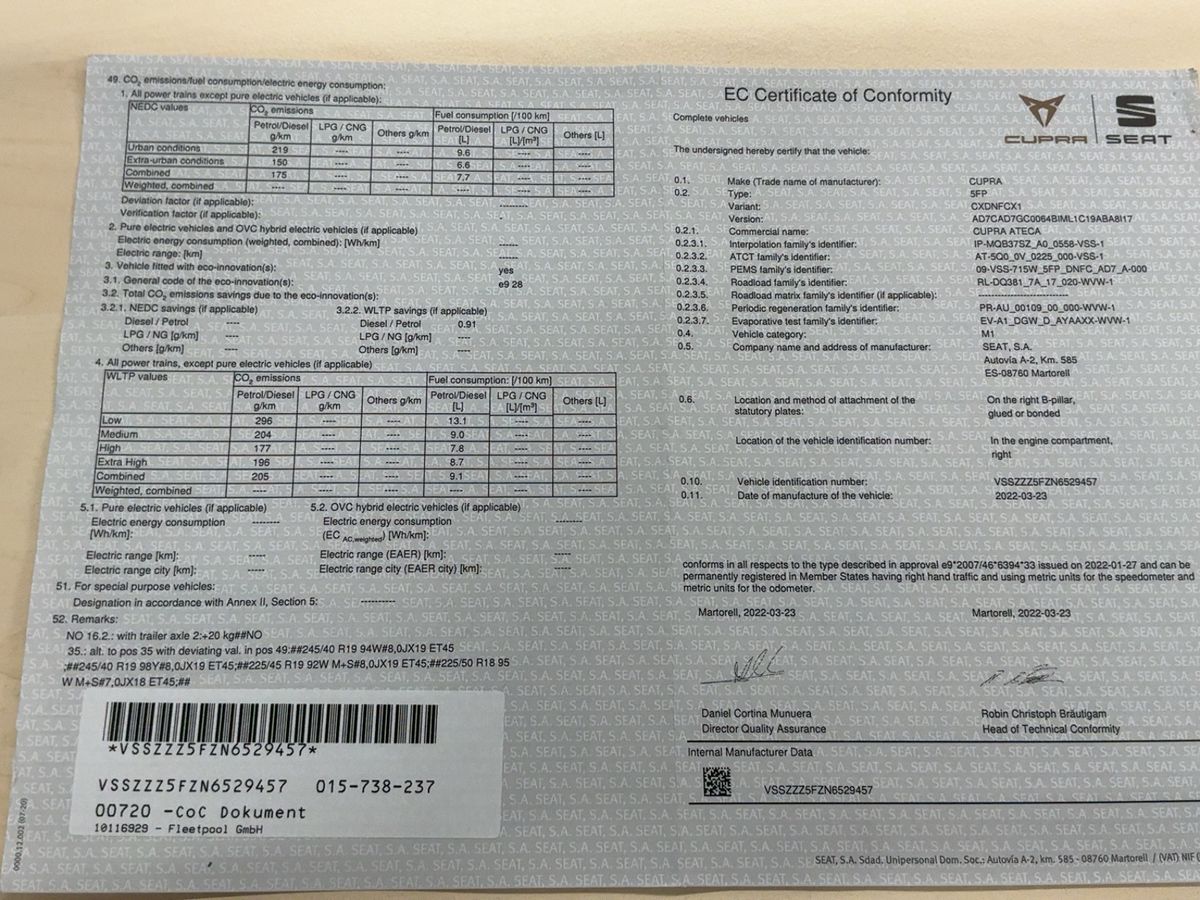 49. CO₂ emissions/fuel consumption/electric energy consumption:
1. All power trains except pure electric vehicles (if applicable):
NEDC values CO₂ emissions Fuel consumption [/100 km]
Petrol/Diesel g/km LPG / CNG g/km Others g/km Petrol/Diesel [L] LPG / CNG [L]/[m³] Others [L]
Urban conditions 219 ---- ---- 9.6 ---- ----
Extra-urban conditions 150 ---- ---- 6.6 ---- ----
Combined 175 ---- ---- 7.7 ---- ----
Weighted, combined ---- ---- ---- ---- ---- ----
Deviation factor (if applicable): --------
Verification factor (if applicable): -
2. Pure electric vehicles and OVC hybrid electric vehicles (if applicable)
Electric energy consumption (weighted, combined): [Wh/km] -----
Electric range: [km] -----
3. Vehicle fitted with eco-innovation(s): yes
3.1. General code of the eco-innovation(s): e9 28
3.2. Total CO₂ emissions savings due to the eco-innovation(s):
3.2.1. NEDC savings (if applicable) 3.2.2. WLTP savings (if applicable)
Diesel / Petrol ---- Diesel / Petrol 0.91
LPG / NG [g/km] ---- LPG / NG [g/km] ----
Others [g/km] ---- Others [g/km] ----
4. All power trains, except pure electric vehicles (if applicable)
WLTP values CO₂ emissions Fuel consumption: [/100 km]
Petrol/Diesel g/km LPG / CNG g/km Others g/km Petrol/Diesel [L] LPG / CNG [L]/[m³] Others [L]
Low 296 ---- ---- 13.1 ---- ----
Medium 204 ---- ---- 9.0 ---- ----
High 177 ---- ---- 7.8 ---- ----
Extra High 196 ---- ---- 8.7 ---- ----
Combined 205 ---- ---- 9.1 ---- ----
Weighted, combined ---- ---- ---- ---- ---- ----
5.1. Pure electric vehicles (if applicable) 5.2. OVC hybrid electric vehicles (if applicable)
Electric energy consumption -------- Electric energy consumption --------
[Wh/km]: (EC AC,weighted) [Wh/km]:
Electric range [km]: ----- Electric range (EAER) [km]: ----
Electric range city [km]: ----- Electric range city (EAER city) [km]: ----
51. For special purpose vehicles:
Designation in accordance with Annex II, Section 5: ----------
52. Remarks:
NO 16.2.: with trailer axle 2:+20 kg##NO
35.: alt. to pos 35 with deviating val. in pos 49:##245/40 R19 94W#8,0JX19 ET45
;##245/40 R19 98Y#8,0JX19 ET45;##225/45 R19 92W M+S#8,0JX19 ET45;##225/50 R18 95
W M+S#7,0JX18 ET45;##
*VSSZZZ5FZN6529457*
VSSZZZ5FZN6529457 015-738-237
00720 -CoC Dokument
10116929 - Fleetpool GmbH
0000.12.002 (07.20)
EC Certificate of Conformity
CUPRA SEAT
Complete vehicles
The undersigned hereby certify that the vehicle:
0.1. Make (Trade name of manufacturer): CUPRA
0.2. Type: 5FP
Variant: CXDNFCX1
Version: AD7CAD7GC0064BIML1C19ABA8I17
0.2.1. Commercial name: CUPRA ATECA
0.2.3.1. Interpolation family's identifier: IP-MQB37SZ_A0_0558-VSS-1
0.2.3.2. ATCT family's identifier: AT-5Q0_0V_0225_000-VSS-1
0.2.3.3. PEMS family's identifier: 09-VSS-715W_5FP_DNFC_AD7_A-000
0.2.3.4. Roadload family's identifier: RL-DQ381_7A_17_020-WVW-1
0.2.3.5. Roadload matrix family's identifier (if applicable): --------------------
0.2.3.6. Periodic regeneration family's identifier: PR-AU_00109_00_000-WVW-1
0.2.3.7. Evaporative test family's identifier: EV-A1_DGW_D_AYAAXX-WVW-1
0.4. Vehicle category: M1
0.5. Company name and address of manufacturer: SEAT, S.A.
Autovía A-2, Km. 585
ES-08760 Martorell
0.6. Location and method of attachment of the On the right B-pillar,
statutory plates: glued or bonded
Location of the vehicle identification number: In the engine compartment,
right
0.10. Vehicle identification number: VSSZZZ5FZN6529457
0.11. Date of manufacture of the vehicle: 2022-03-23
conforms in all respects to the type described in approval e9*2007/46*6394*33 issued on 2022-01-27 and can be
permanently registered in Member States having right hand traffic and using metric units for the speedometer and
metric units for the odometer.
Martorell, 2022-03-23 Martorell, 2022-03-23
Daniel Cortina Munuera Robin Christoph Bräutigam
Director Quality Assurance Head of Technical Conformity
Internal Manufacturer Data
VSSZZZ5FZN6529457
SEAT, S.A. Sdad. Unipersonal Dom. Soc.: Autovía A-2, km. 585 - 08760 Martorell / (VAT) NIF